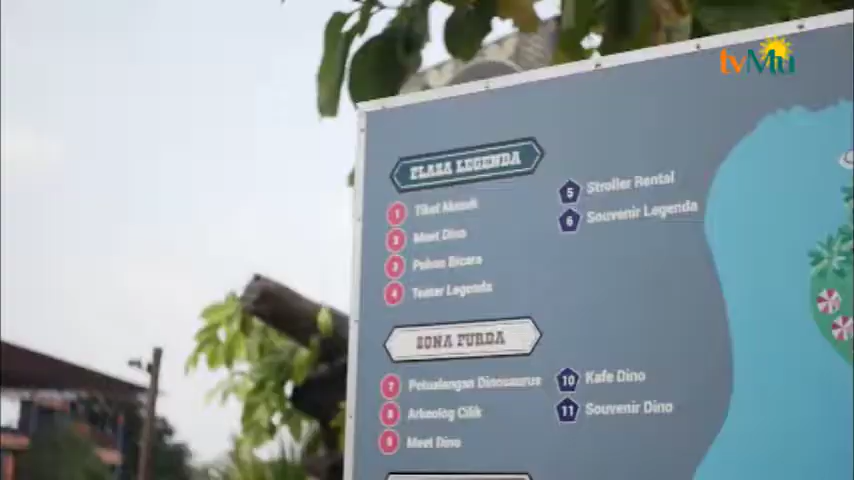 tvMu
PLAZA LEGENDA
1 Tiket Masuk
2 Meet Dino
3 Pohon Bicara
4 Teater Legenda
5 Stroller Rental
6 Souvenir Legenda
ZONA PURBA
7 Petualangan Dinosaurus
8 Arkeolog Cilik
9 Meet Dino
10 Kafe Dino
11 Souvenir Dino